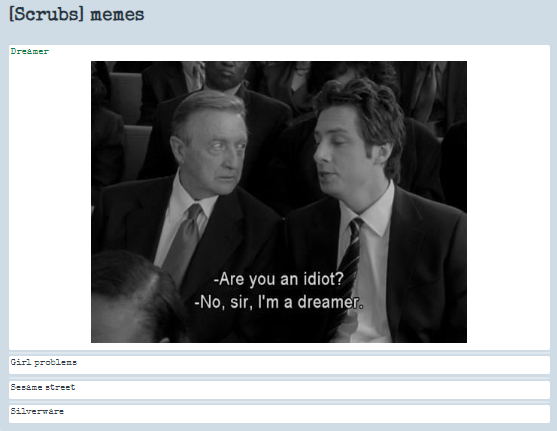 [Scrubs] memes
Dreamer
-Are you an idiot?
-No, sir, I'm a dreamer.
Girl problems
Sesame street
Silverware